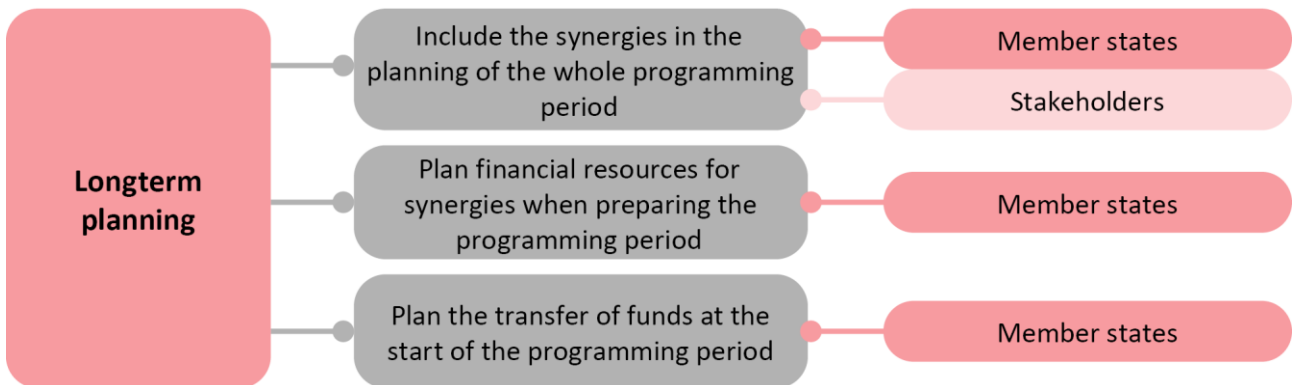 Longterm
planning
Include the synergies in the
planning of the whole programming
period
Member states
Stakeholders
Plan financial resources for
synergies when preparing the
programming period
Member states
Plan the transfer of funds at the
start of the programming period
Member states